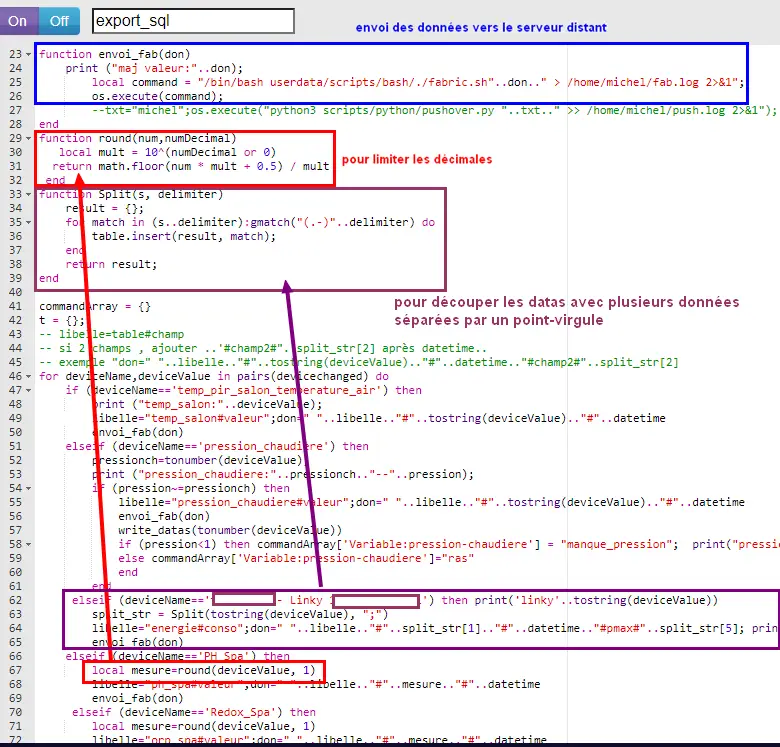 On Off export_sql
envoi des données vers le serveur distant
23 function envoi_fab(don)
24 print ("maj valeur:"..don);
25 local command = "/bin/bash userdata/scripts/bash/./fabric.sh"..don.." > /home/michel/fab.log 2>&1";
26 os.execute(command);
27 --txt="michel";os.execute("python3 scripts/python/pushover.py "..txt.." >> /home/michel/push.log 2>&1");
28 end
29 function round(num,numDecimal)
30 local mult = 10^(numDecimal or 0)
31 return math.floor(num * mult + 0.5) / mult
pour limiter les décimales
32 end
33 function Split(s, delimiter)
34 result = {};
35 for match in (s..delimiter):gmatch("(.-)"..delimiter) do
36 table.insert(result, match);
37 end
38 return result;
39 end
40
41 commandArray = {}
pour découper les datas avec plusieurs données
42 t = {};
séparées par un point-virgule
43 -- libelle=table#champ
44 -- si 2 champs , ajouter ..'#champ2#"..split_str[2] après datetime..
45 -- exemple "don=" "..libelle.."#"..tostring(deviceValue).."#"..datetime.."#champ2#"..split_str[2]
46 for deviceName,deviceValue in pairs(devicechanged) do
47 if (deviceName=='temp_pir_salon_temperature_air') then
48 print ("temp_salon:"..deviceValue);
49 libelle="temp_salon#valeur";don=" "..libelle.."#"..tostring(deviceValue).."#"..datetime
50 envoi_fab(don)
51 elseif (deviceName=='pression_chaudiere') then
52 pressionch=tonumber(deviceValue)
53 print ("pression_chaudiere:"..pressionch.."--"..pression);
54 if (pression~=pressionch) then
55 libelle="pression_chaudiere#valeur";don=" "..libelle.."#"..tostring(deviceValue).."#"..datetime
56 envoi_fab(don)
57 write_datas(tonumber(deviceValue))
58 if (pression<1) then commandArray['Variable:pression-chaudiere'] = "manque_pression"; print("pressi
59 else commandArray['Variable:pression-chaudiere']="ras"
60 end
61 end
62 elseif (deviceName==' - Linky ') then print('linky'..tostring(deviceValue))
63 split_str = Split(tostring(deviceValue), ";")
64 libelle="energie#conso";don=" "..libelle.."#"..split_str[1].."#"..datetime.."#pmax#"..split_str[5]; prin
65 envoi_fab(don)
66 elseif (deviceName=='PH_Spa') then
67 local mesure=round(deviceValue, 1)
68 libelle="ph_spa#valeur";don=" "..libelle.."#"..mesure.."#"..datetime
69 envoi_fab(don)
70 elseif (deviceName=='Redox_Spa') then
71 local mesure=round(deviceValue, 1)
72 libelle="orp_spa#valeur";don=" "..libelle.."#"..mesure.."#"..datetime